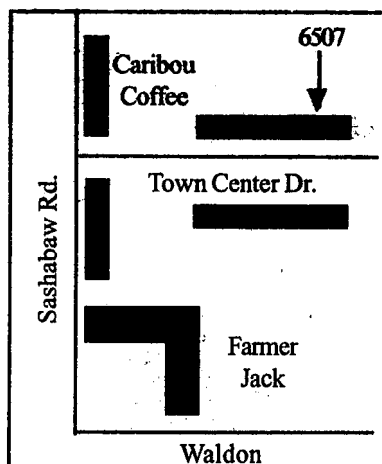 6507
Caribou
Coffee
Town Center Dr.
Sashabaw Rd.
Farmer
Jack
Waldon